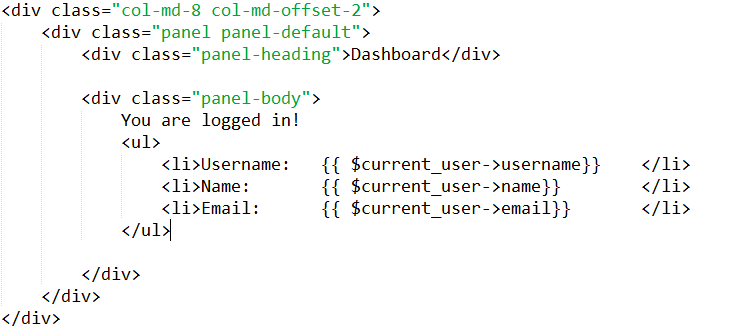 <div class="col-md-8 col-md-offset-2">
    <div class="panel panel-default">
        <div class="panel-heading">Dashboard</div>

        <div class="panel-body">
            You are logged in!
            <ul>
                <li>Username:   {{ $current_user->username}}    </li>
                <li>Name:       {{ $current_user->name}}        </li>
                <li>Email:      {{ $current_user->email}}       </li>
            </ul>

        </div>
    </div>
</div>